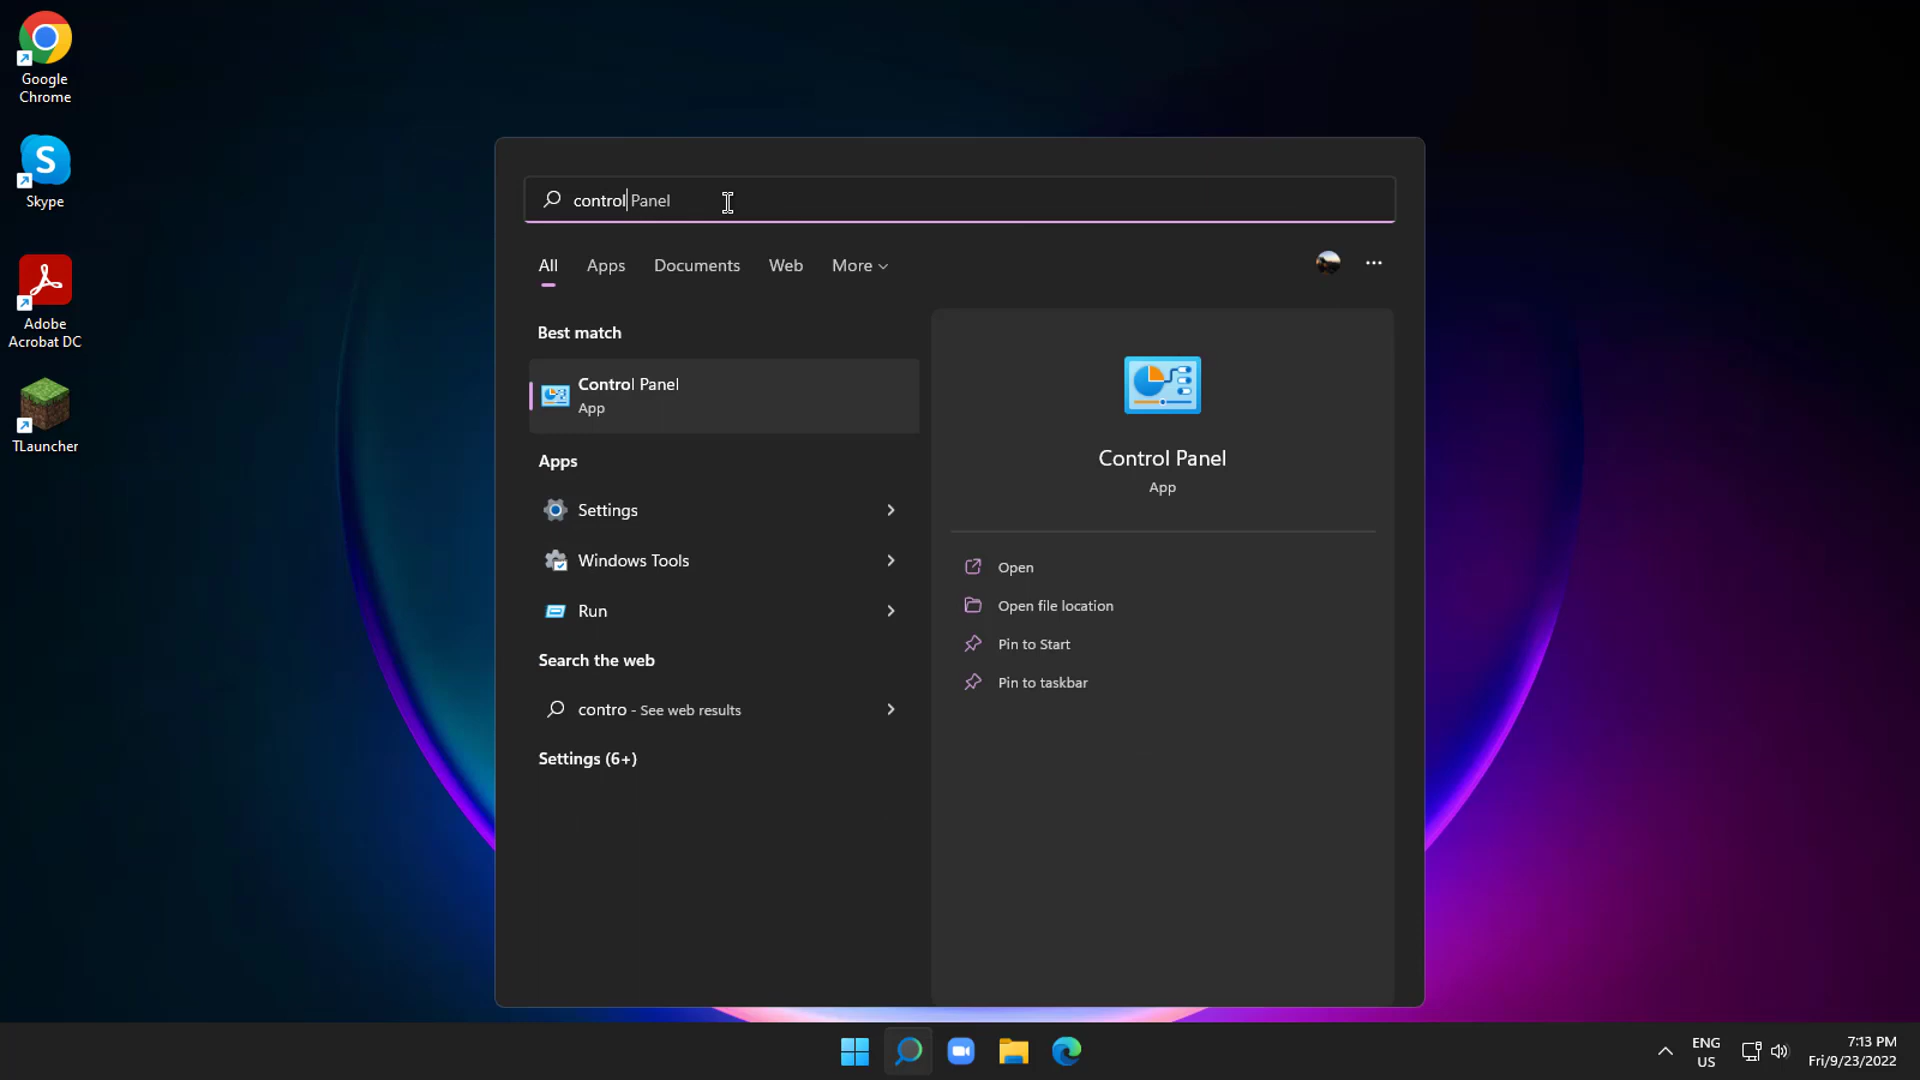 Google
Chrome
Skype
Adobe
Acrobat DC
TLauncher
control Panel
All Apps Documents Web More
Best match
Control Panel
App
Apps
Settings
Windows Tools
Run
Search the web
contro - See web results
Settings (6+)
Control Panel
App
Open
Open file location
Pin to Start
Pin to taskbar
ENG
US
7:13 PM
Fri/9/23/2022